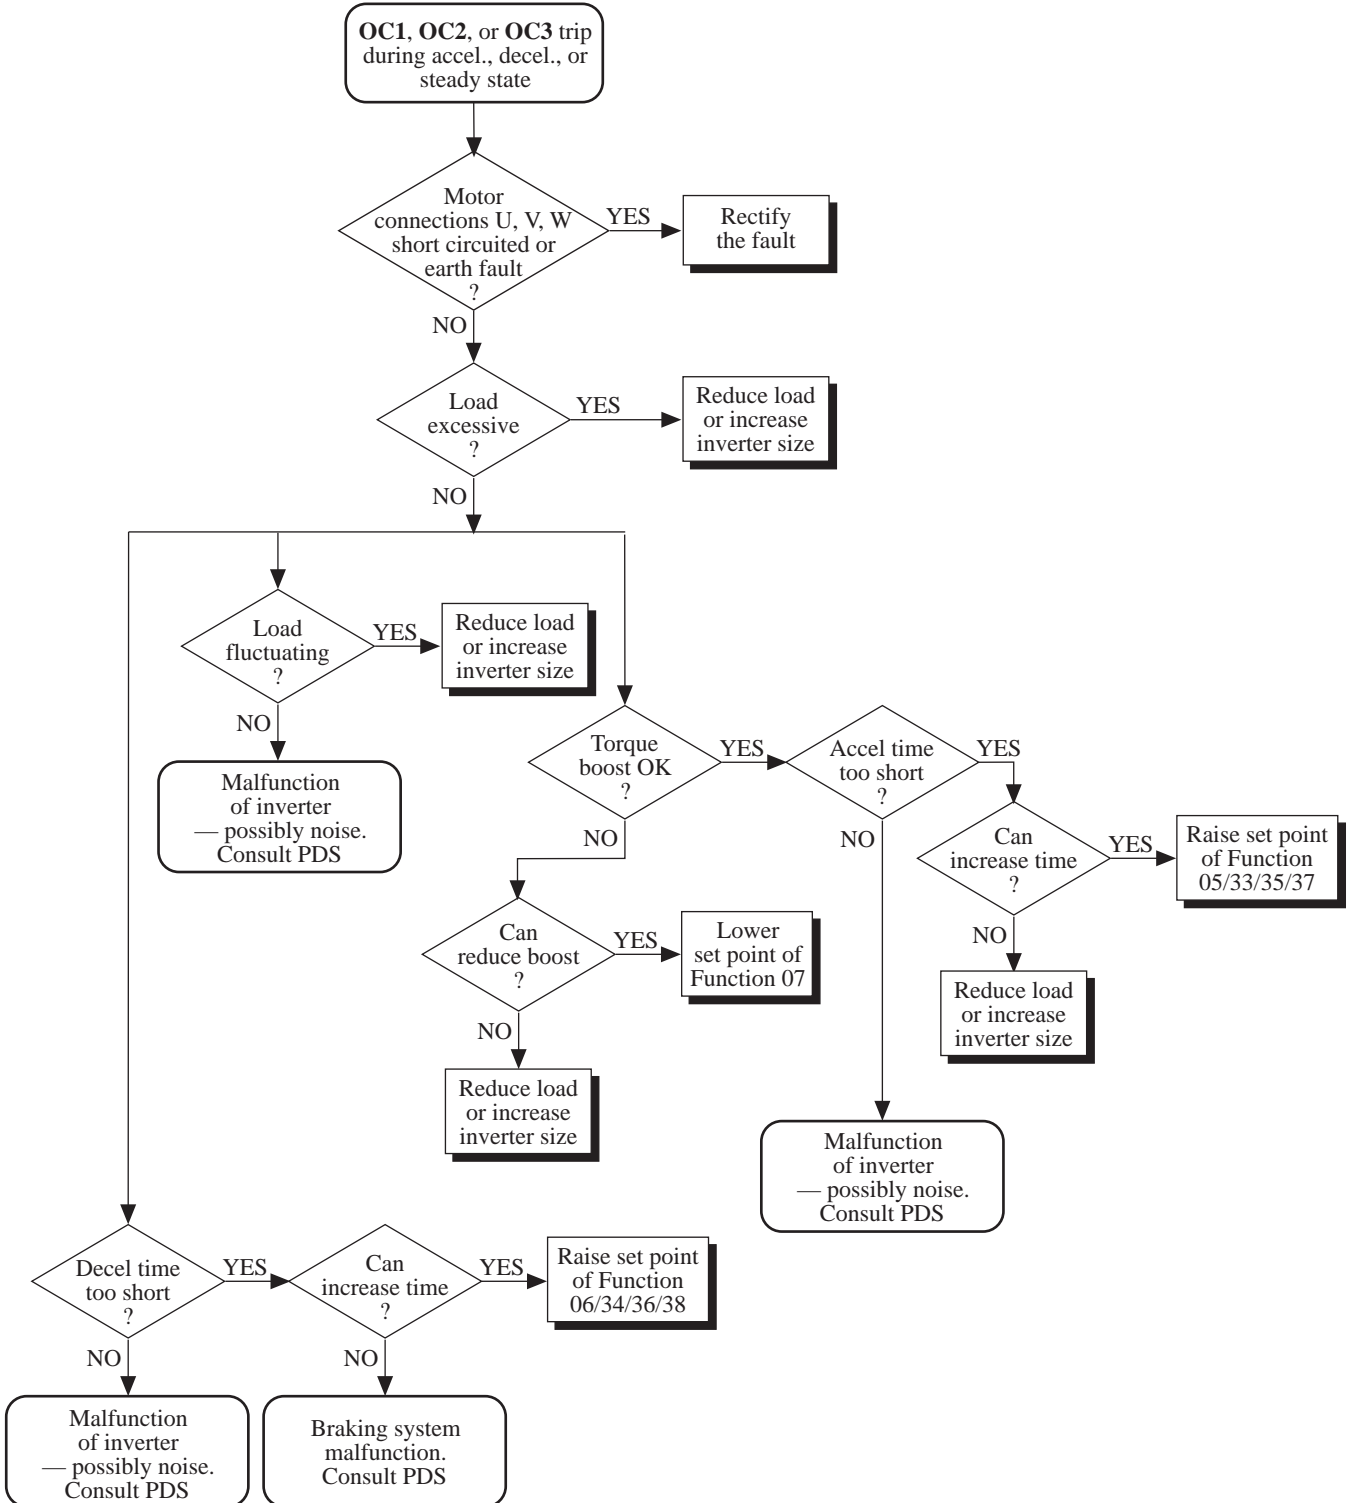 OC1, OC2, or OC3 trip
during accel., decel., or
steady state
Motor
connections U, V, W
short circuited or
earth fault
?
YES
Rectify
the fault
NO
Load
excessive
?
YES
Reduce load
or increase
inverter size
NO
Load
fluctuating
?
YES
Reduce load
or increase
inverter size
NO
Malfunction
of inverter
— possibly noise.
Consult PDS
Torque
boost OK
?
YES
Accel time
too short
?
YES
Can
increase time
?
YES
Raise set point
of Function
05/33/35/37
NO
Reduce load
or increase
inverter size
NO
Malfunction
of inverter
— possibly noise.
Consult PDS
NO
Can
reduce boost
?
YES
Lower
set point of
Function 07
NO
Reduce load
or increase
inverter size
Decel time
too short
?
YES
Can
increase time
?
YES
Raise set point
of Function
06/34/36/38
NO
Malfunction
of inverter
— possibly noise.
Consult PDS
NO
Braking system
malfunction.
Consult PDS